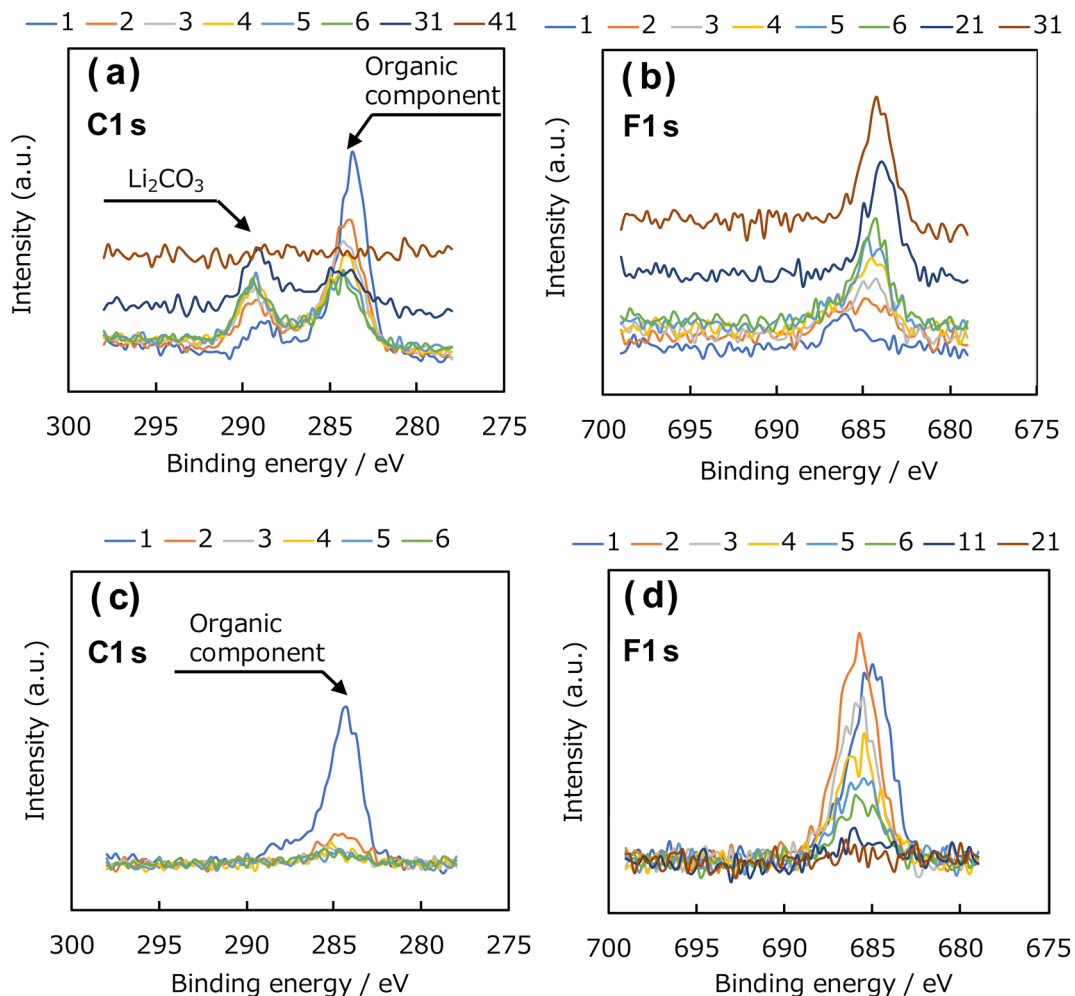 1 2 3 4 5 6 31 41
(a)
C1s
Organic
component
Li₂CO₃
Intensity (a.u.)
300 295 290 285 280 275
Binding energy / eV
1 2 3 4 5 6 21 31
(b)
F1s
Intensity (a.u.)
700 695 690 685 680 675
Binding energy / eV
1 2 3 4 5 6
(c)
C1s
Organic
component
Intensity (a.u.)
300 295 290 285 280 275
Binding energy / eV
1 2 3 4 5 6 11 21
(d)
F1s
Intensity (a.u.)
700 695 690 685 680 675
Binding energy / eV